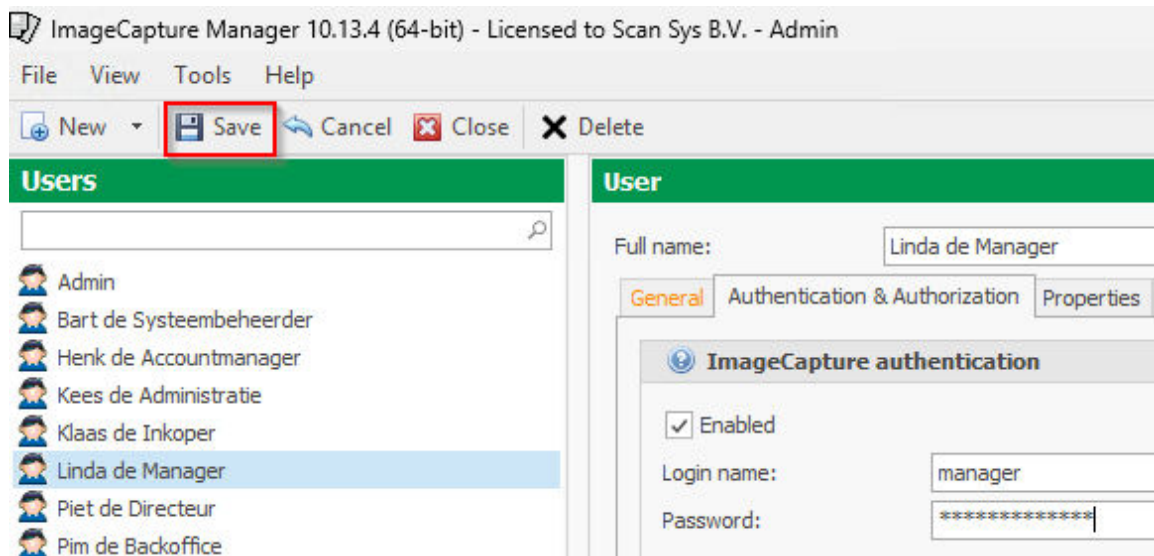 ImageCapture Manager 10.13.4 (64-bit) - Licensed to Scan Sys B.V. - Admin
File View Tools Help
New Save Cancel Close Delete
Users
Admin
Bart de Systeembeheerder
Henk de Accountmanager
Kees de Administratie
Klaas de Inkoper
Linda de Manager
Piet de Directeur
Pim de Backoffice
User
Full name: Linda de Manager
General Authentication & Authorization Properties
ImageCapture authentication
Enabled
Login name: manager
Password: *************